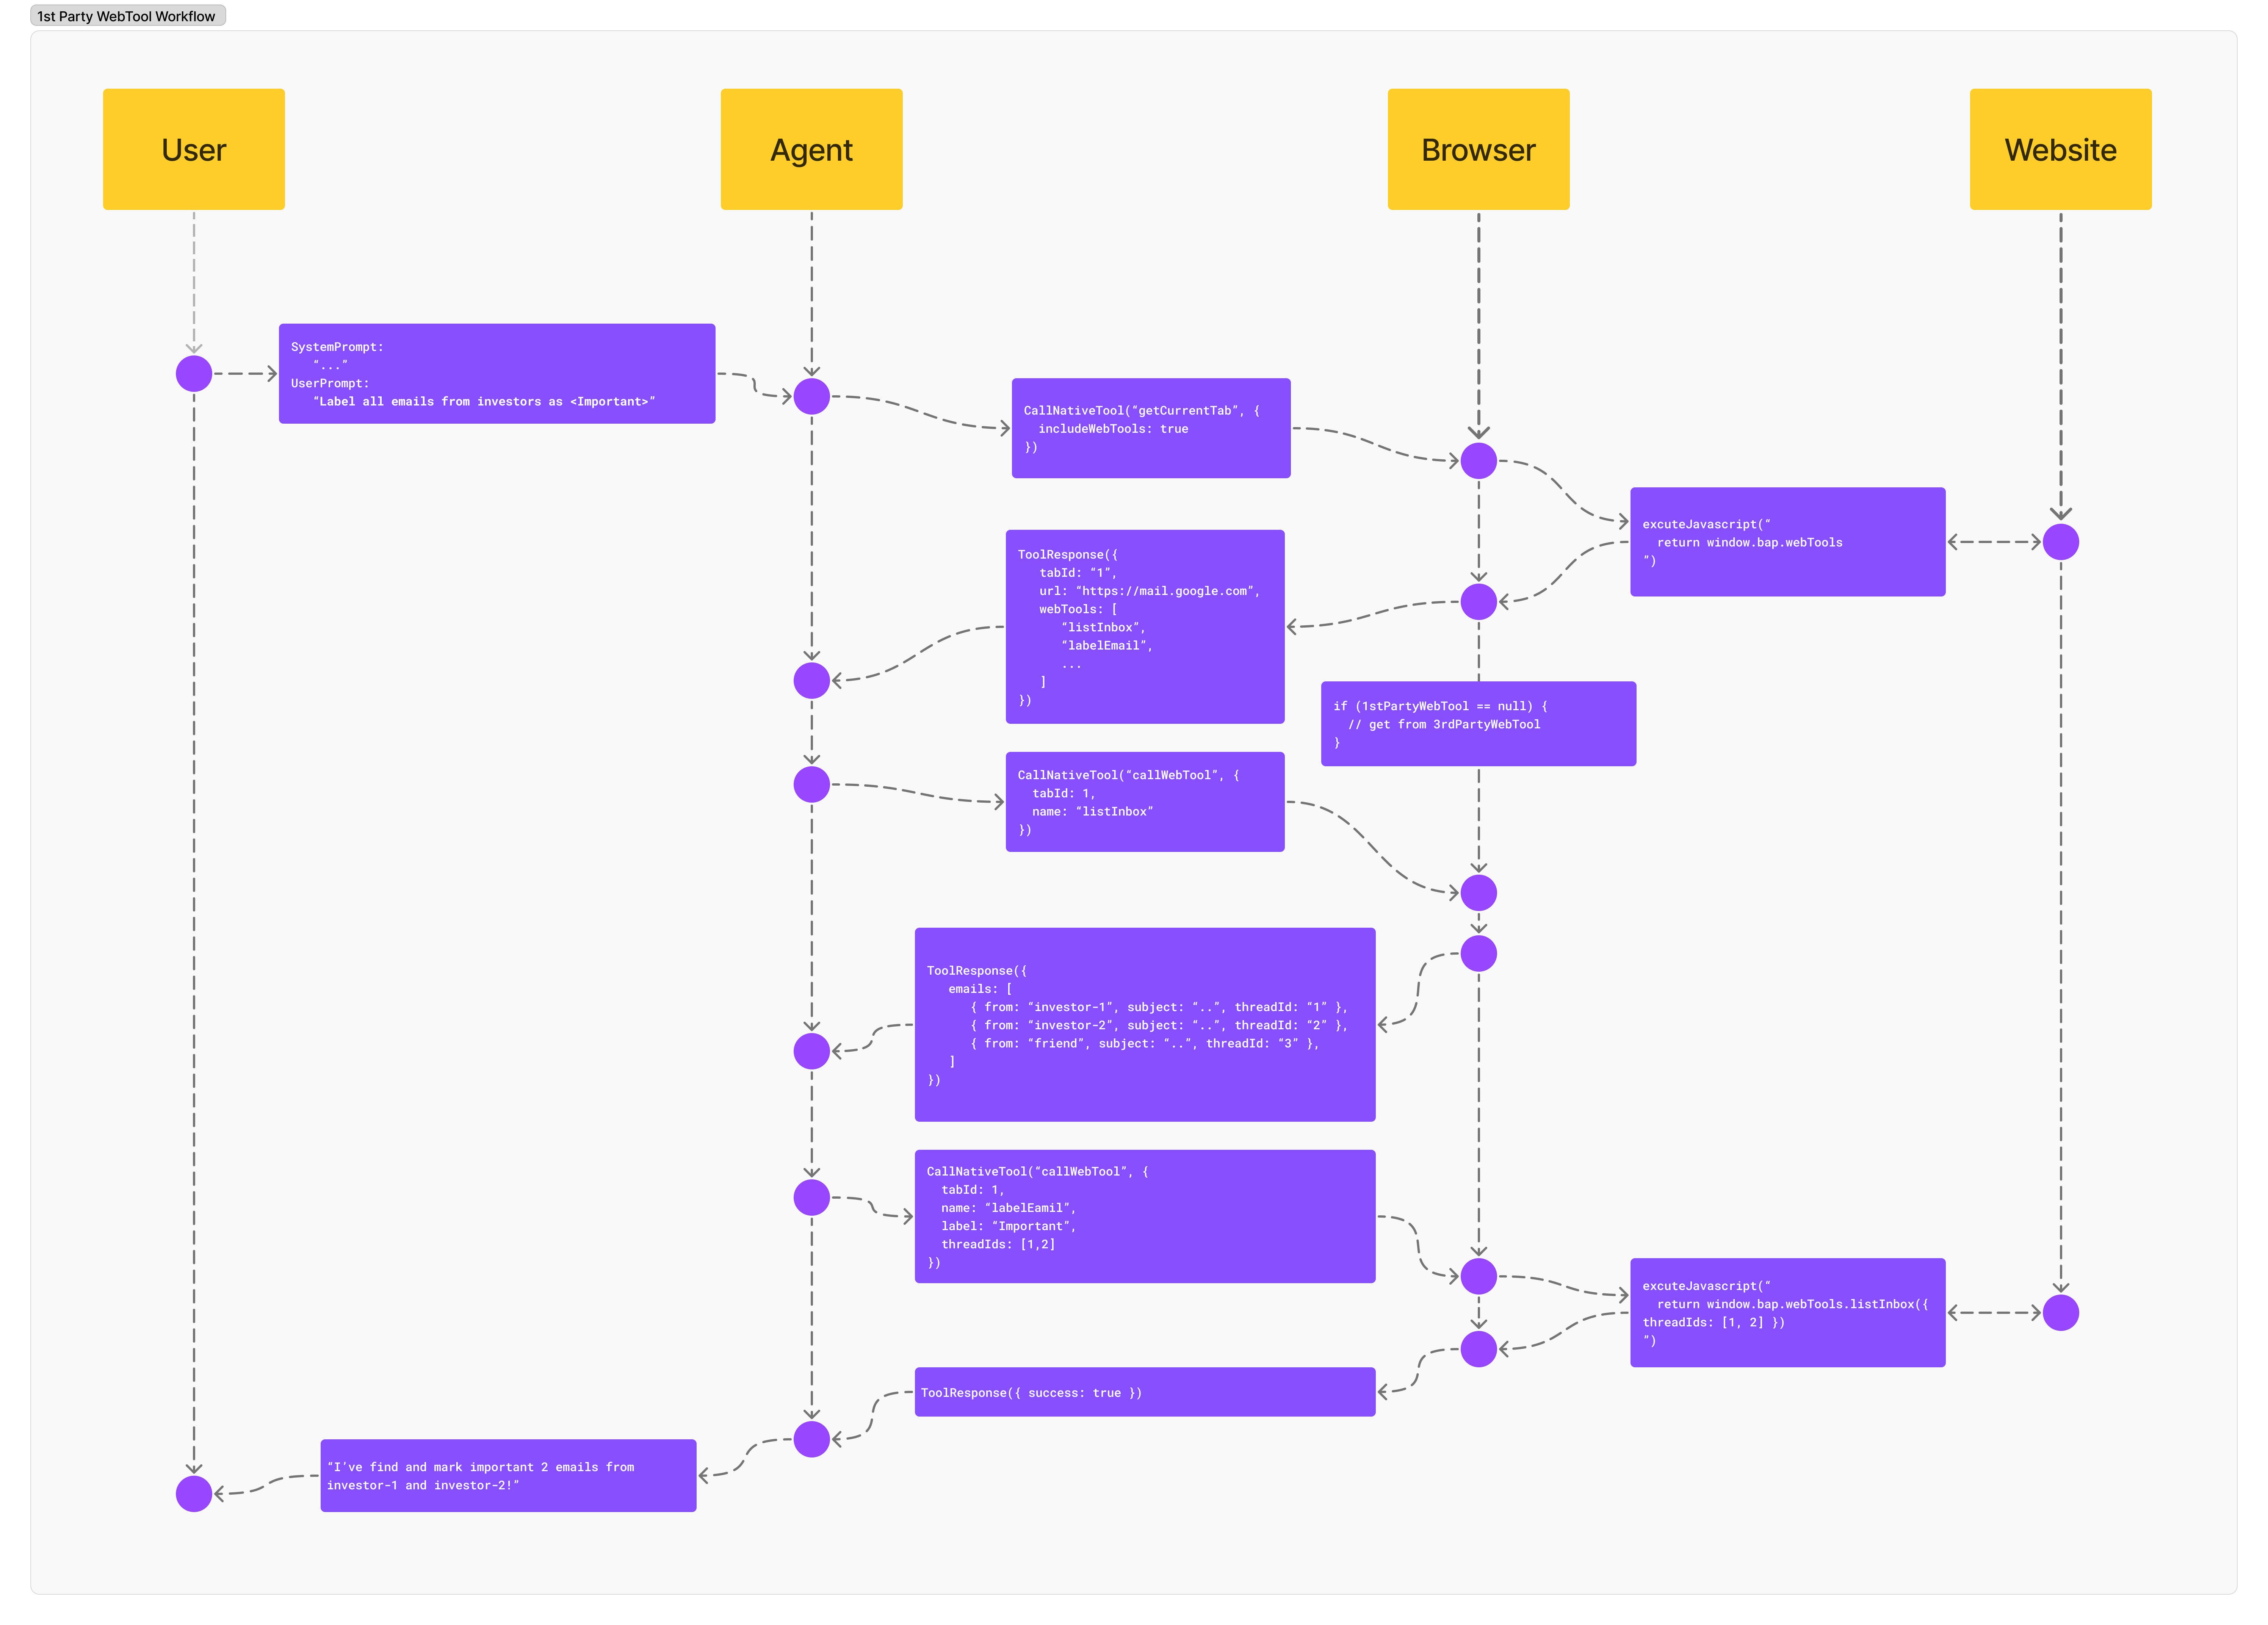 1st Party WebTool Workflow
User
Agent
Browser
Website
SystemPrompt:
“...”
UserPrompt:
“Label all emails from investors as <Important>”
CallNativeTool(“getCurrentTab”, {
includeWebTools: true
})
excuteJavascript(“
return window.bap.webTools
”)
ToolResponse({
tabId: “1”,
url: “https://mail.google.com”,
webTools: [
“listInbox”,
“labelEmail”,
...
]
})
if (1stPartyWebTool == null) {
// get from 3rdPartyWebTool
}
CallNativeTool(“callWebTool”, {
tabId: 1,
name: “listInbox”
})
ToolResponse({
emails: [
{ from: “investor-1”, subject: “..”, threadId: “1” },
{ from: “investor-2”, subject: “..”, threadId: “2” },
{ from: “friend”, subject: “..”, threadId: “3” },
]
})
CallNativeTool(“callWebTool”, {
tabId: 1,
name: “labelEamil”,
label: “Important”,
threadIds: [1,2]
})
excuteJavascript(“
return window.bap.webTools.listInbox({
threadIds: [1, 2] })
”)
ToolResponse({ success: true })
“I’ve find and mark important 2 emails from
investor-1 and investor-2!”